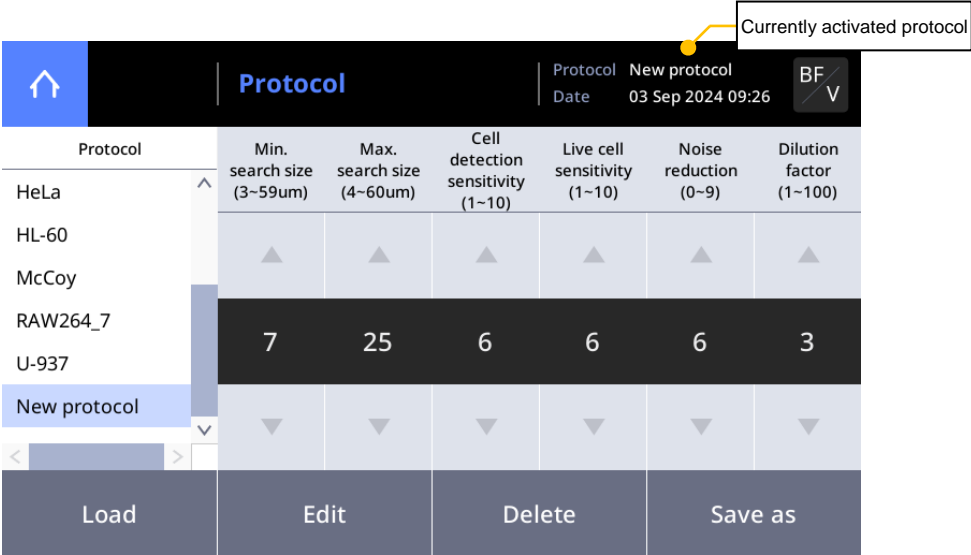 Currently activated protocol
Protocol
Protocol New protocol
Date 03 Sep 2024 09:26
BF/V
Protocol
HeLa
HL-60
McCoy
RAW264_7
U-937
New protocol
Min.
search size
(3~59um)
Max.
search size
(4~60um)
Cell
detection
sensitivity
(1~10)
Live cell
sensitivity
(1~10)
Noise
reduction
(0~9)
Dilution
factor
(1~100)
7 25 6 6 6 3
Load Edit Delete Save as